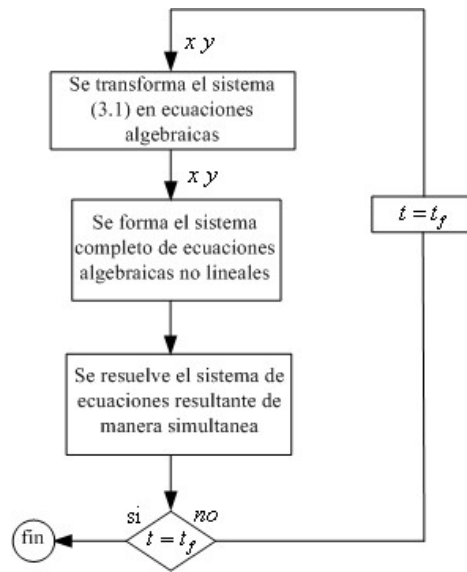 x y
Se transforma el sistema
(3.1) en ecuaciones
algebraicas
x y
Se forma el sistema
completo de ecuaciones
algebraicas no lineales
t = t_f
Se resuelve el sistema de
ecuaciones resultante de
manera simultanea
si
no
fin
t = t_f